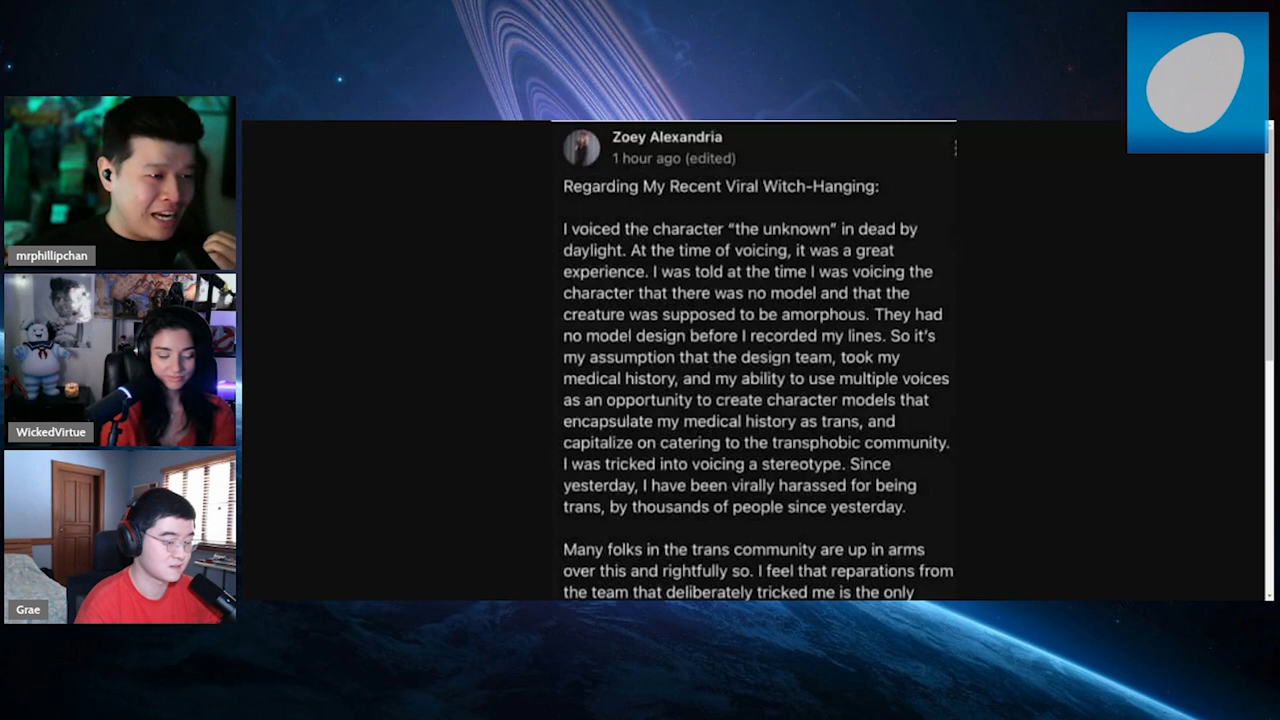 Zoey Alexandria
1 hour ago (edited)
Regarding My Recent Viral Witch-Hanging:
I voiced the character “the unknown” in dead by
daylight. At the time of voicing, it was a great
experience. I was told at the time I was voicing the
character that there was no model and that the
creature was supposed to be amorphous. They had
no model design before I recorded my lines. So it’s
my assumption that the design team, took my
medical history, and my ability to use multiple voices
as an opportunity to create character models that
encapsulate my medical history as trans, and
capitalize on catering to the transphobic community.
I was tricked into voicing a stereotype. Since
yesterday, I have been virally harassed for being
trans, by thousands of people since yesterday.
Many folks in the trans community are up in arms
over this and rightfully so. I feel that reparations from
the team that deliberately tricked me is the only
mrphillipchan
WickedVirtue
Grae